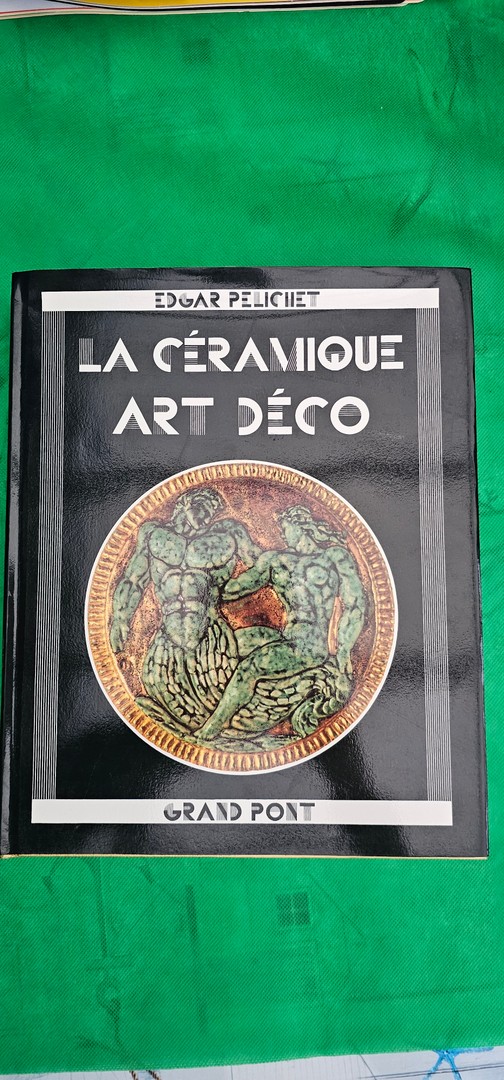 EDGAR PELICHET
LA CÉRAMIQUE
ART DÉCO
GRAND PONT